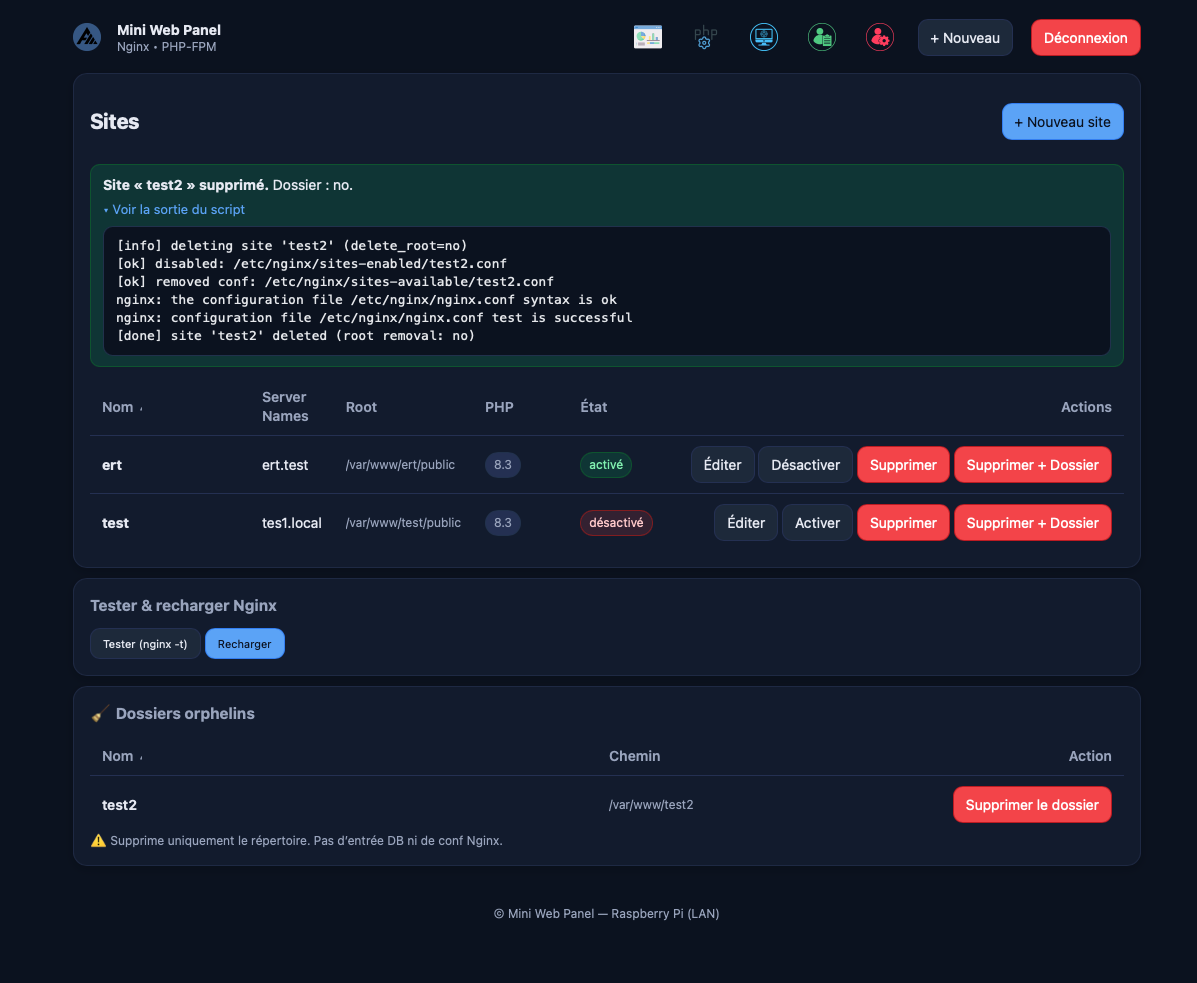 Mini Web Panel
Nginx • PHP-FPM
php
+ Nouveau
Déconnexion
Sites
+ Nouveau site
Site « test2 » supprimé. Dossier : no.
Voir la sortie du script
[info] deleting site 'test2' (delete_root=no)
[ok] disabled: /etc/nginx/sites-enabled/test2.conf
[ok] removed conf: /etc/nginx/sites-available/test2.conf
nginx: the configuration file /etc/nginx/nginx.conf syntax is ok
nginx: configuration file /etc/nginx/nginx.conf test is successful
[done] site 'test2' deleted (root removal: no)
Nom Server Names Root PHP État Actions
ert ert.test /var/www/ert/public 8.3 activé Éditer Désactiver Supprimer Supprimer + Dossier
test tes1.local /var/www/test/public 8.3 désactivé Éditer Activer Supprimer Supprimer + Dossier
Tester & recharger Nginx
Tester (nginx -t) Recharger
Dossiers orphelins
Nom Chemin Action
test2 /var/www/test2 Supprimer le dossier
⚠️ Supprime uniquement le répertoire. Pas d’entrée DB ni de conf Nginx.
© Mini Web Panel — Raspberry Pi (LAN)